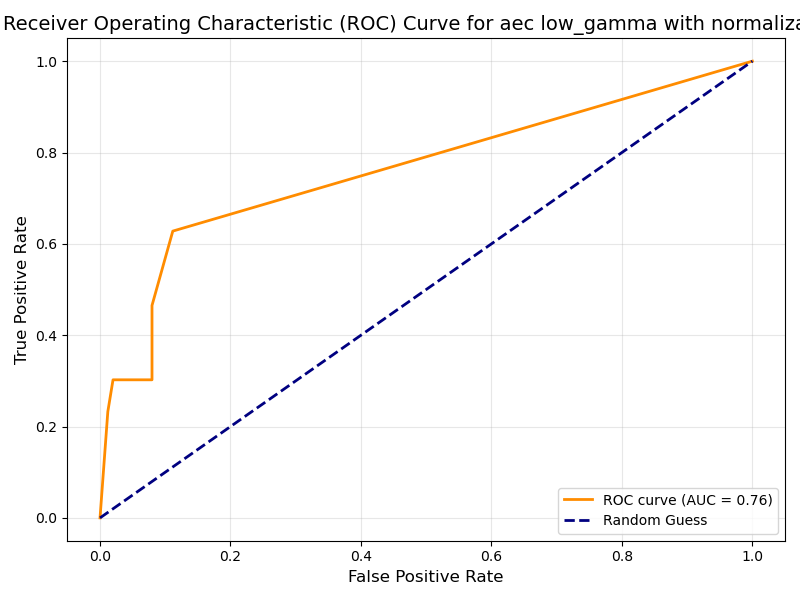 Receiver Operating Characteristic (ROC) Curve for aec low_gamma with normaliza
1.0
0.8
0.6
0.4
0.2
0.0
True Positive Rate
0.0 0.2 0.4 0.6 0.8 1.0
False Positive Rate
ROC curve (AUC = 0.76)
Random Guess